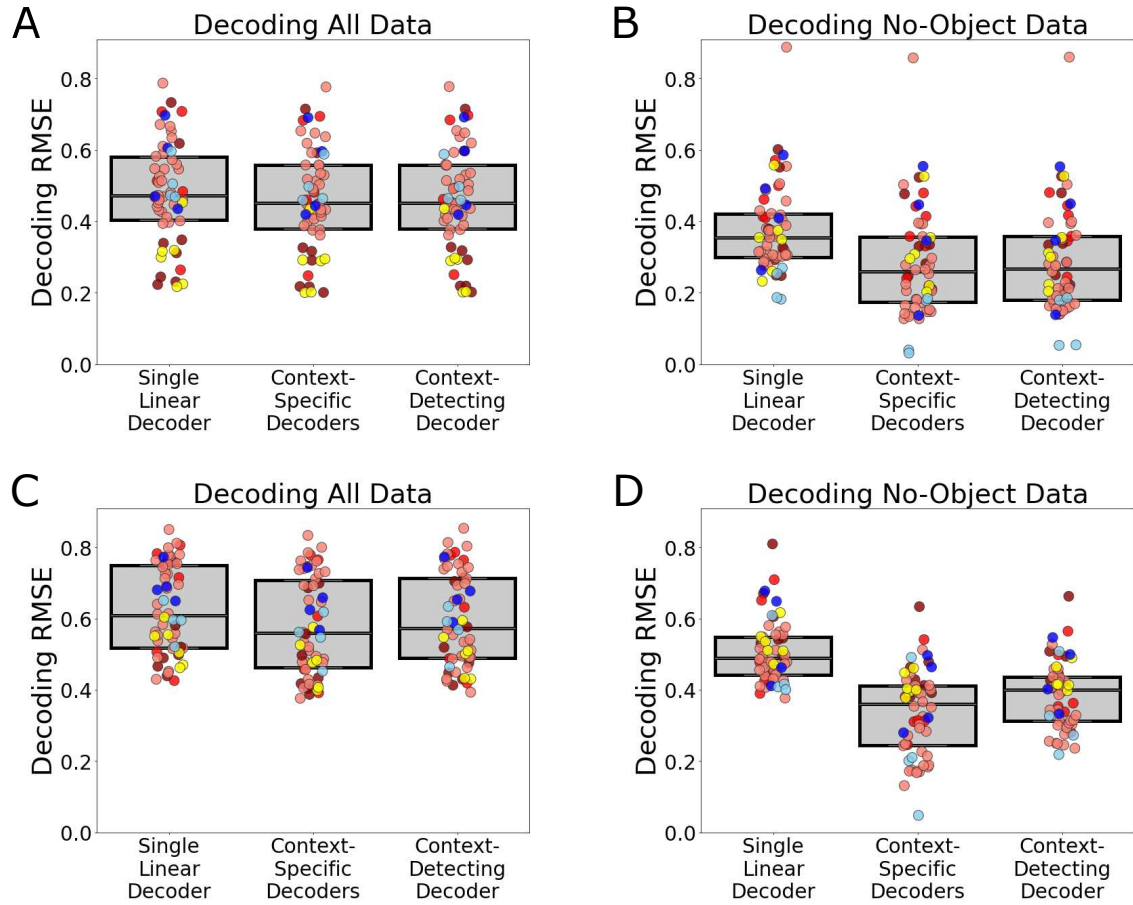 A
Decoding All Data
Decoding RMSE
0.8
0.6
0.4
0.2
0.0
Single
Linear
Decoder
Context-
Specific
Decoders
Context-
Detecting
Decoder
B
Decoding No-Object Data
Decoding RMSE
0.8
0.6
0.4
0.2
0.0
Single
Linear
Decoder
Context-
Specific
Decoders
Context-
Detecting
Decoder
C
Decoding All Data
Decoding RMSE
0.8
0.6
0.4
0.2
0.0
Single
Linear
Decoder
Context-
Specific
Decoders
Context-
Detecting
Decoder
D
Decoding No-Object Data
Decoding RMSE
0.8
0.6
0.4
0.2
0.0
Single
Linear
Decoder
Context-
Specific
Decoders
Context-
Detecting
Decoder